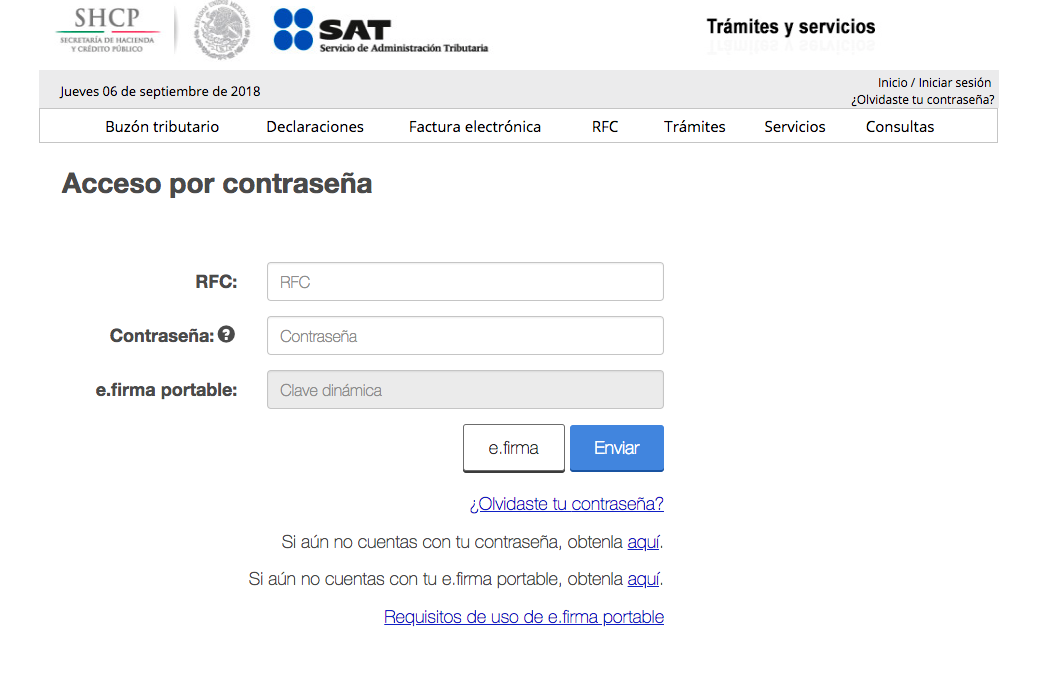 SHCP
SECRETARÍA DE HACIENDA
Y CRÉDITO PÚBLICO
ESTADOS UNIDOS MEXICANOS
SAT
Servicio de Administración Tributaria
Trámites y servicios
Jueves 06 de septiembre de 2018
Inicio / Iniciar sesión
¿Olvidaste tu contraseña?
Buzón tributario Declaraciones Factura electrónica RFC Trámites Servicios Consultas
Acceso por contraseña
RFC: RFC
Contraseña: ? Contraseña
e.firma portable: Clave dinámica
e.firma Enviar
¿Olvidaste tu contraseña?
Si aún no cuentas con tu contraseña, obtenla aquí.
Si aún no cuentas con tu e.firma portable, obtenla aquí.
Requisitos de uso de e.firma portable